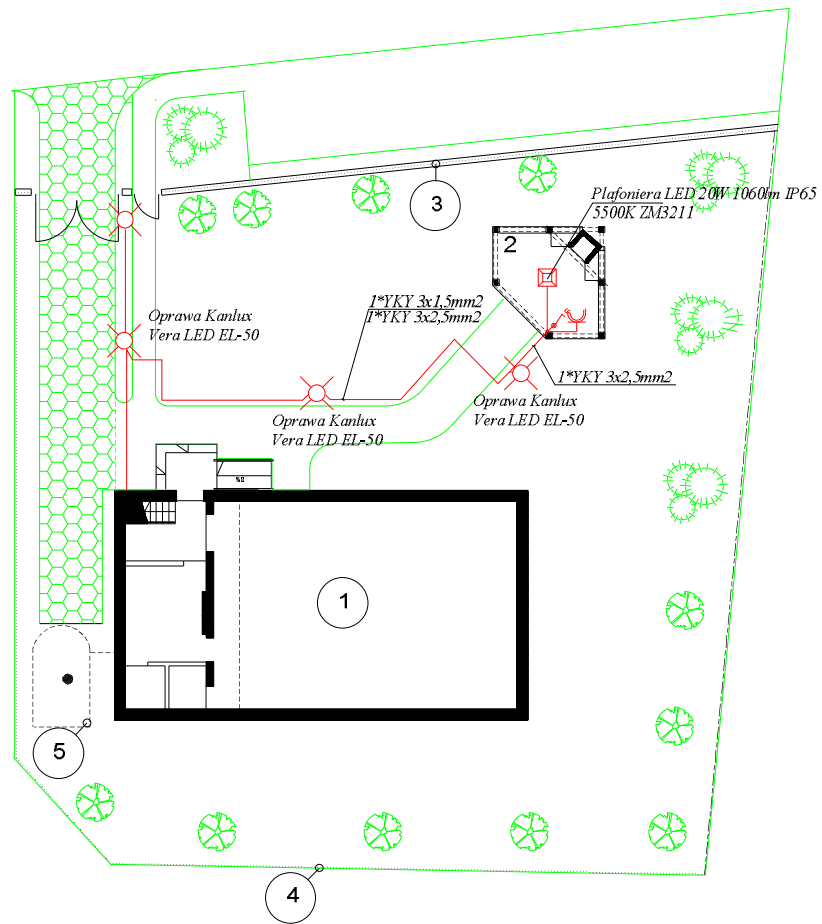 3
Plafoniera LED 20W 1060lm IP65
5500K ZM3211
2
1*YKY 3x1,5mm2
1*YKY 3x2,5mm2
Oprawa Kanlux
Vera LED EL-50
1*YKY 3x2,5mm2
Oprawa Kanlux
Vera LED EL-50
Oprawa Kanlux
Vera LED EL-50
1
5
4